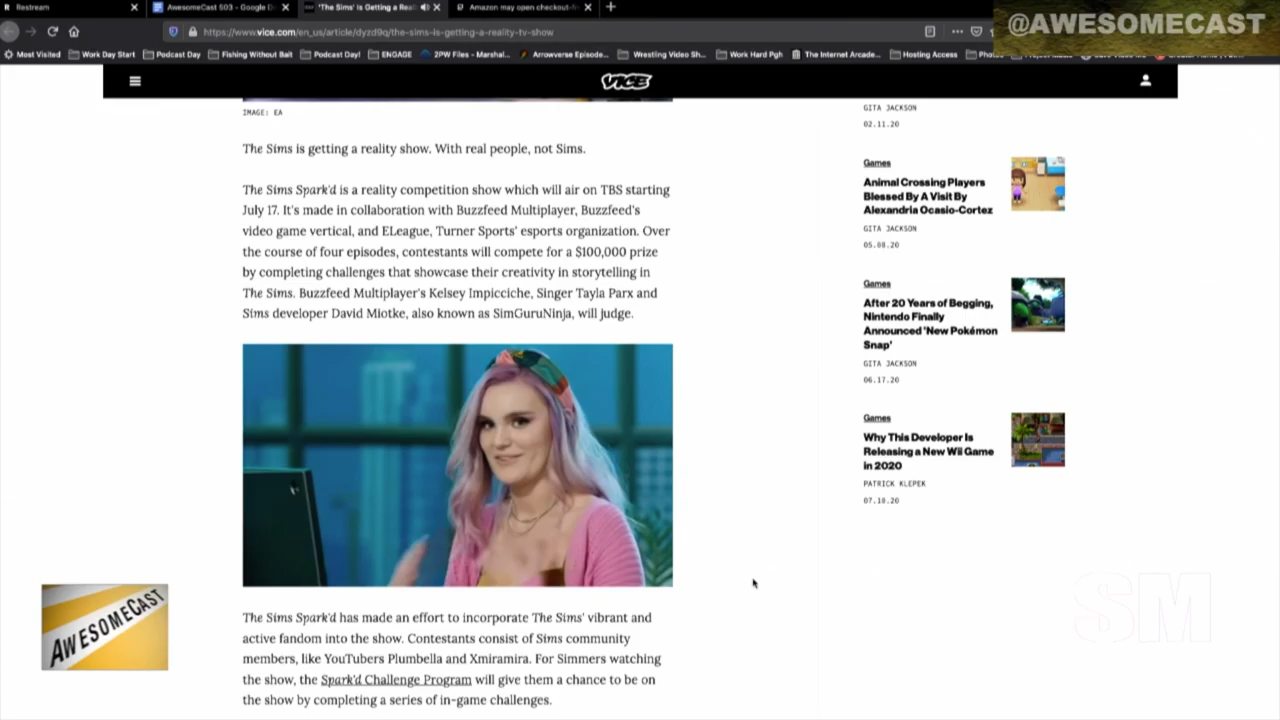 Restream
AwesomeCast 503 - Google D
'The Sims' Is Getting a Real
Amazon may open checkout-f
@AWESOMECAST
https://www.vice.com/en_us/article/dyzd9q/the-sims-is-getting-a-reality-tv-show
Most Visited
Work Day Start
Podcast Day
Fishing Without Bait
Podcast Day!
ENGAGE
2PW Files - Marshal...
Arrowverse Episode...
Wrestling Video Sh...
Work Hard Pgh
The Internet Arcade...
Hosting Access
VICE
IMAGE: EA
The Sims is getting a reality show. With real people, not Sims.
The Sims Spark'd is a reality competition show which will air on TBS starting
July 17. It's made in collaboration with Buzzfeed Multiplayer, Buzzfeed's
video game vertical, and ELeague, Turner Sports' esports organization. Over
the course of four episodes, contestants will compete for a $100,000 prize
by completing challenges that showcase their creativity in storytelling in
The Sims. Buzzfeed Multiplayer's Kelsey Impicciche, Singer Tayla Parx and
Sims developer David Miotke, also known as SimGuruNinja, will judge.
The Sims Spark'd has made an effort to incorporate The Sims' vibrant and
active fandom into the show. Contestants consist of Sims community
members, like YouTubers Plumbella and Xmiramira. For Simmers watching
the show, the Spark'd Challenge Program will give them a chance to be on
the show by completing a series of in-game challenges.
GITA JACKSON
02.11.20
Games
Animal Crossing Players
Blessed By A Visit By
Alexandria Ocasio-Cortez
GITA JACKSON
05.08.20
Games
After 20 Years of Begging,
Nintendo Finally
Announced 'New Pokémon
Snap'
GITA JACKSON
06.17.20
Games
Why This Developer Is
Releasing a New Wii Game
in 2020
PATRICK KLEPEK
07.10.20
AWESOMECAST
SM